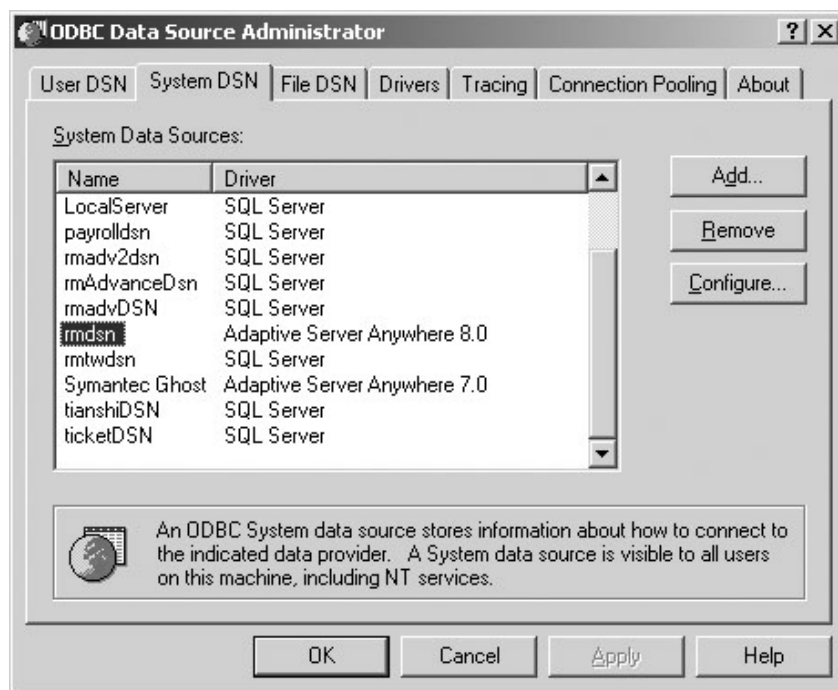 ODBC Data Source Administrator
User DSN System DSN File DSN Drivers Tracing Connection Pooling About
System Data Sources:
Name Driver
LocalServer SQL Server
payrolldsn SQL Server
rmadv2dsn SQL Server
rmAdvanceDsn SQL Server
rmadvDSN SQL Server
rmdsn Adaptive Server Anywhere 8.0
rmtwdsn SQL Server
Symantec Ghost Adaptive Server Anywhere 7.0
tianshiDSN SQL Server
ticketDSN SQL Server
Add...
Remove
Configure...
An ODBC System data source stores information about how to connect to
the indicated data provider. A System data source is visible to all users
on this machine, including NT services.
OK Cancel Apply Help